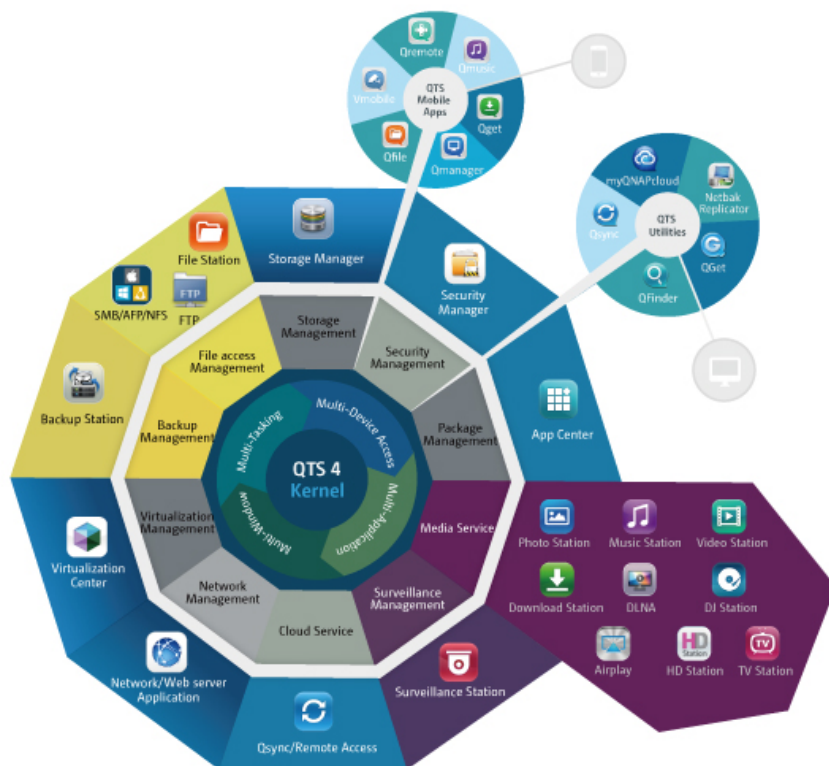 Qremote
Qmusic
Vmobile
QTS
Mobile
Apps
Qget
Qfile
Qmanager
myQNAPcloud
Netbak
Replicator
Qsync
QTS
Utilities
QGet
QFinder
File Station
Storage Manager
Security
Manager
SMB/AFP/NFS
FTP
FTP
Storage
Management
File access
Management
Security
Management
Backup Station
Backup
Management
Multi-Tasking
Multi-Device Access
Package
Management
App Center
QTS 4
Kernel
Virtualization
Management
Multi-Window
Multi-Application
Media Service
Photo Station
Music Station
Video Station
Virtualization
Center
Network
Management
Surveillance
Management
Download Station
DLNA
DJ Station
Cloud Service
HD
Station
TV
Airplay
HD Station
TV Station
Network/Web server
Application
Surveillance Station
Qsync/Remote Access